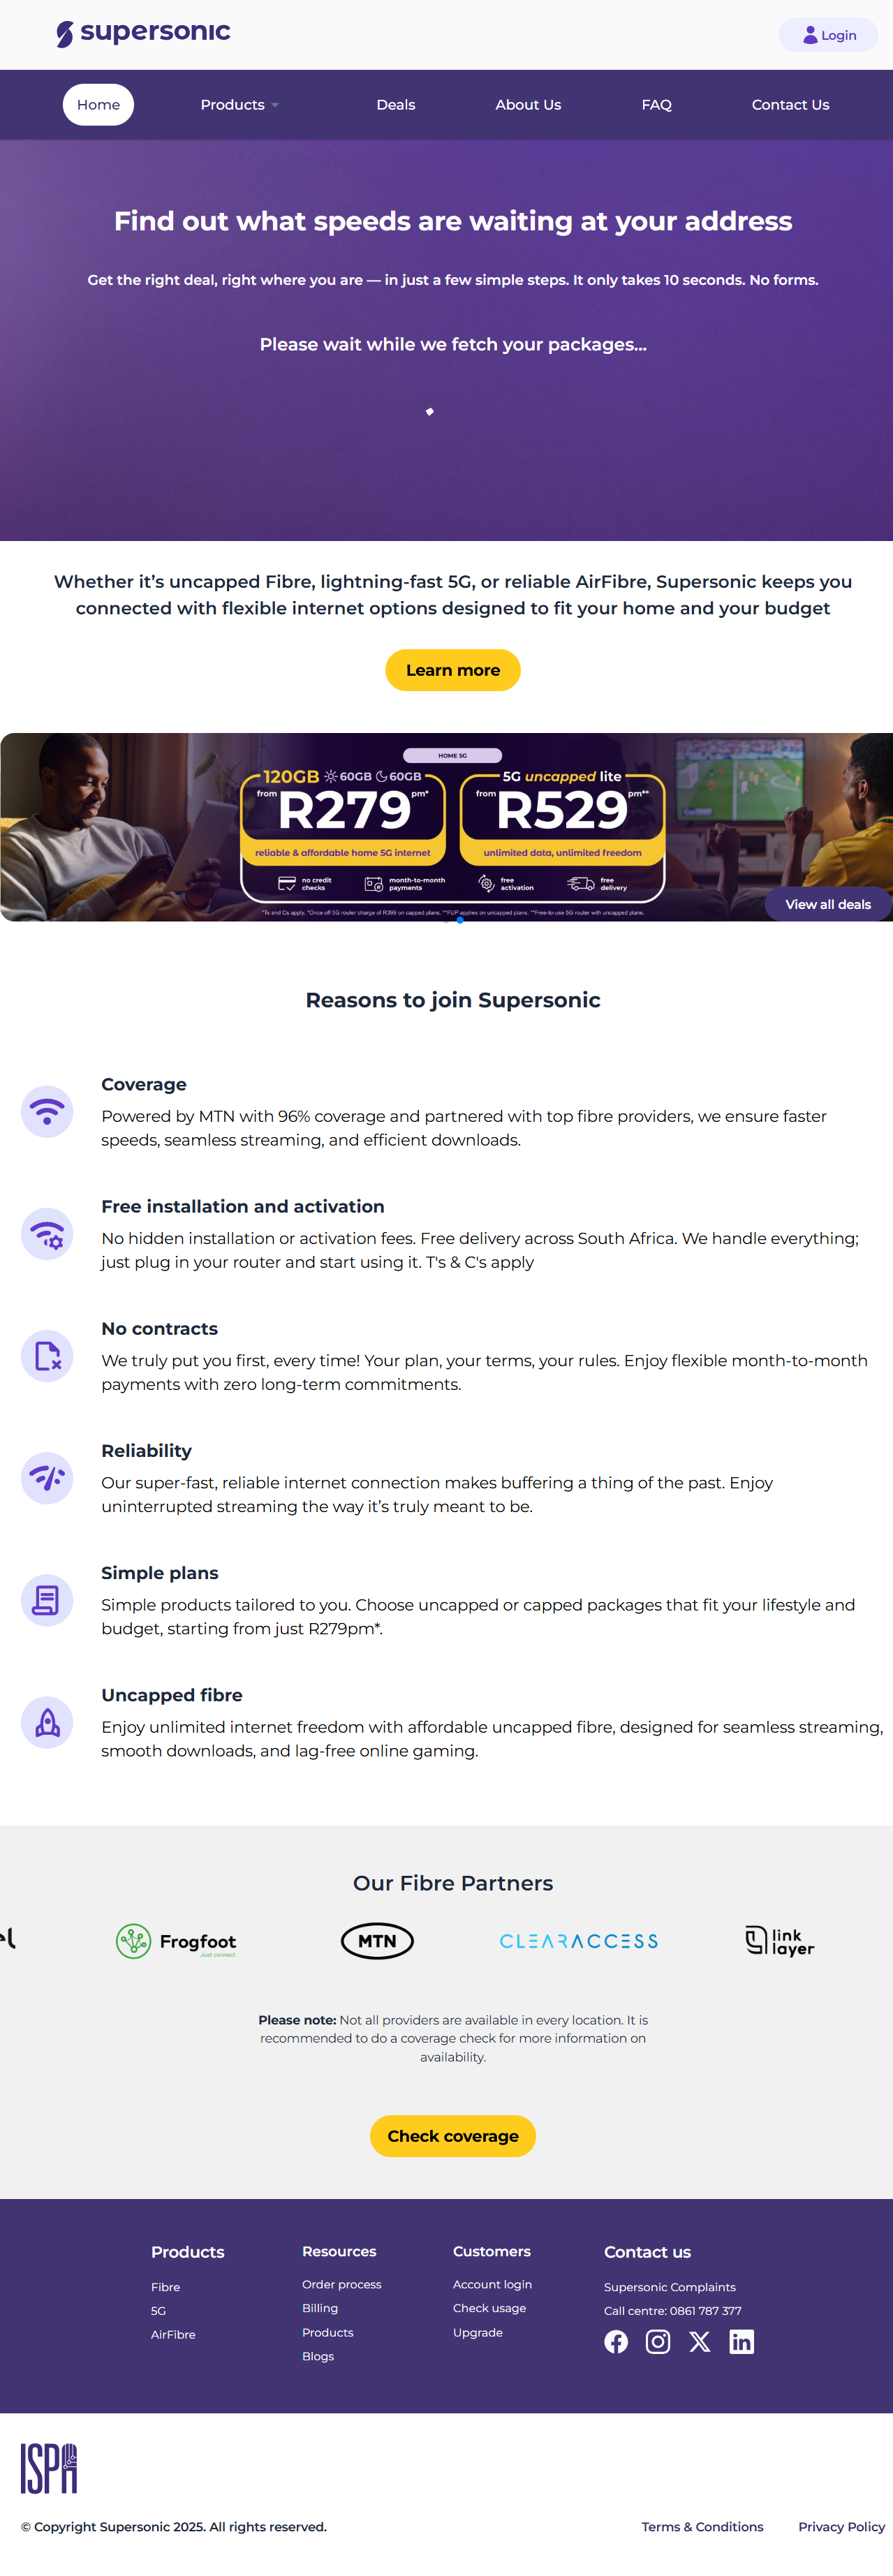 supersonic
Login
Home
Products
Deals
About Us
FAQ
Contact Us
Find out what speeds are waiting at your address
Get the right deal, right where you are — in just a few simple steps. It only takes 10 seconds. No forms.
Please wait while we fetch your packages...
Whether it’s uncapped Fibre, lightning-fast 5G, or reliable AirFibre, Supersonic keeps you
connected with flexible internet options designed to fit your home and your budget
Learn more
HOME 5G
120GB 60GB 60GB
from R279 pm*
reliable & affordable home 5G internet
5G uncapped lite
from R529 pm**
unlimited data, unlimited freedom
no credit
checks
month-to-month
payments
free
activation
free
delivery
*Ts and Cs apply. *Once off 5G router charge of R399 on capped plans. **FUP applies on uncapped plans. **Free-to-use 5G router with uncapped plans.
View all deals
Reasons to join Supersonic
Coverage
Powered by MTN with 96% coverage and partnered with top fibre providers, we ensure faster
speeds, seamless streaming, and efficient downloads.
Free installation and activation
No hidden installation or activation fees. Free delivery across South Africa. We handle everything;
just plug in your router and start using it. T's & C's apply
No contracts
We truly put you first, every time! Your plan, your terms, your rules. Enjoy flexible month-to-month
payments with zero long-term commitments.
Reliability
Our super-fast, reliable internet connection makes buffering a thing of the past. Enjoy
uninterrupted streaming the way it’s truly meant to be.
Simple plans
Simple products tailored to you. Choose uncapped or capped packages that fit your lifestyle and
budget, starting from just R279pm*.
Uncapped fibre
Enjoy unlimited internet freedom with affordable uncapped fibre, designed for seamless streaming,
smooth downloads, and lag-free online gaming.
Our Fibre Partners
Frogfoot
Just connect
MTN
CLEARACCESS
link
layer
Please note: Not all providers are available in every location. It is
recommended to do a coverage check for more information on
availability.
Check coverage
Products
Fibre
5G
AirFibre
Resources
Order process
Billing
Products
Blogs
Customers
Account login
Check usage
Upgrade
Contact us
Supersonic Complaints
Call centre: 0861 787 377
ISPA
© Copyright Supersonic 2025. All rights reserved.
Terms & Conditions
Privacy Policy